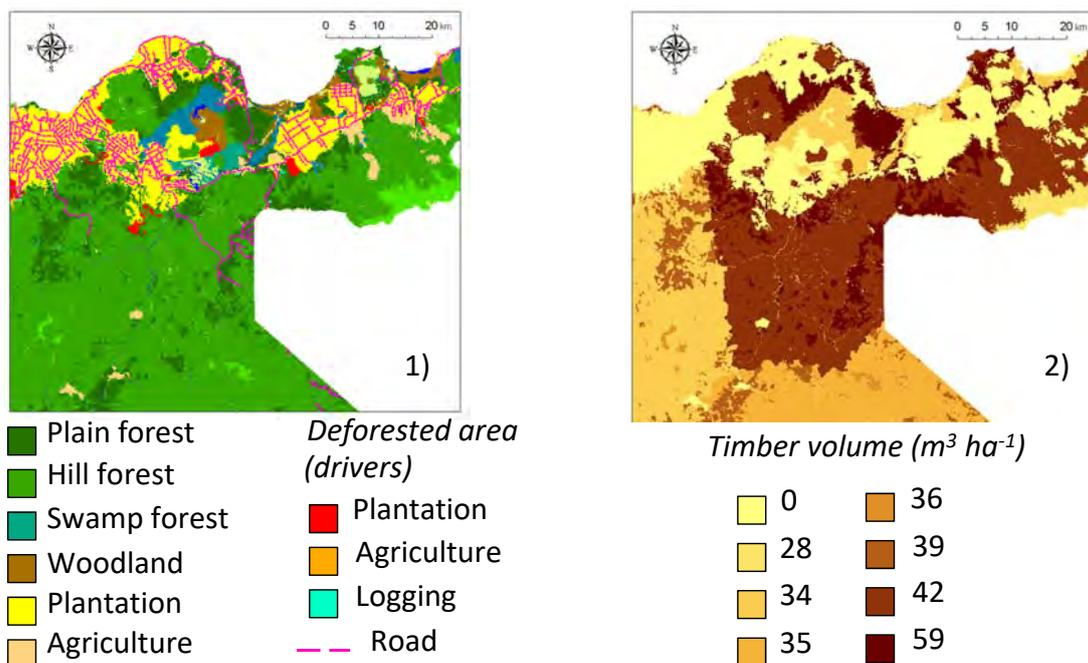 N
W E
S
0 5 10 20 km
1)
Plain forest
Hill forest
Swamp forest
Woodland
Plantation
Agriculture
Deforested area
(drivers)
Plantation
Agriculture
Logging
Road
N
W E
S
0 5 10 20 km
2)
Timber volume (m³ ha⁻¹)
0
28
34
35
36
39
42
59